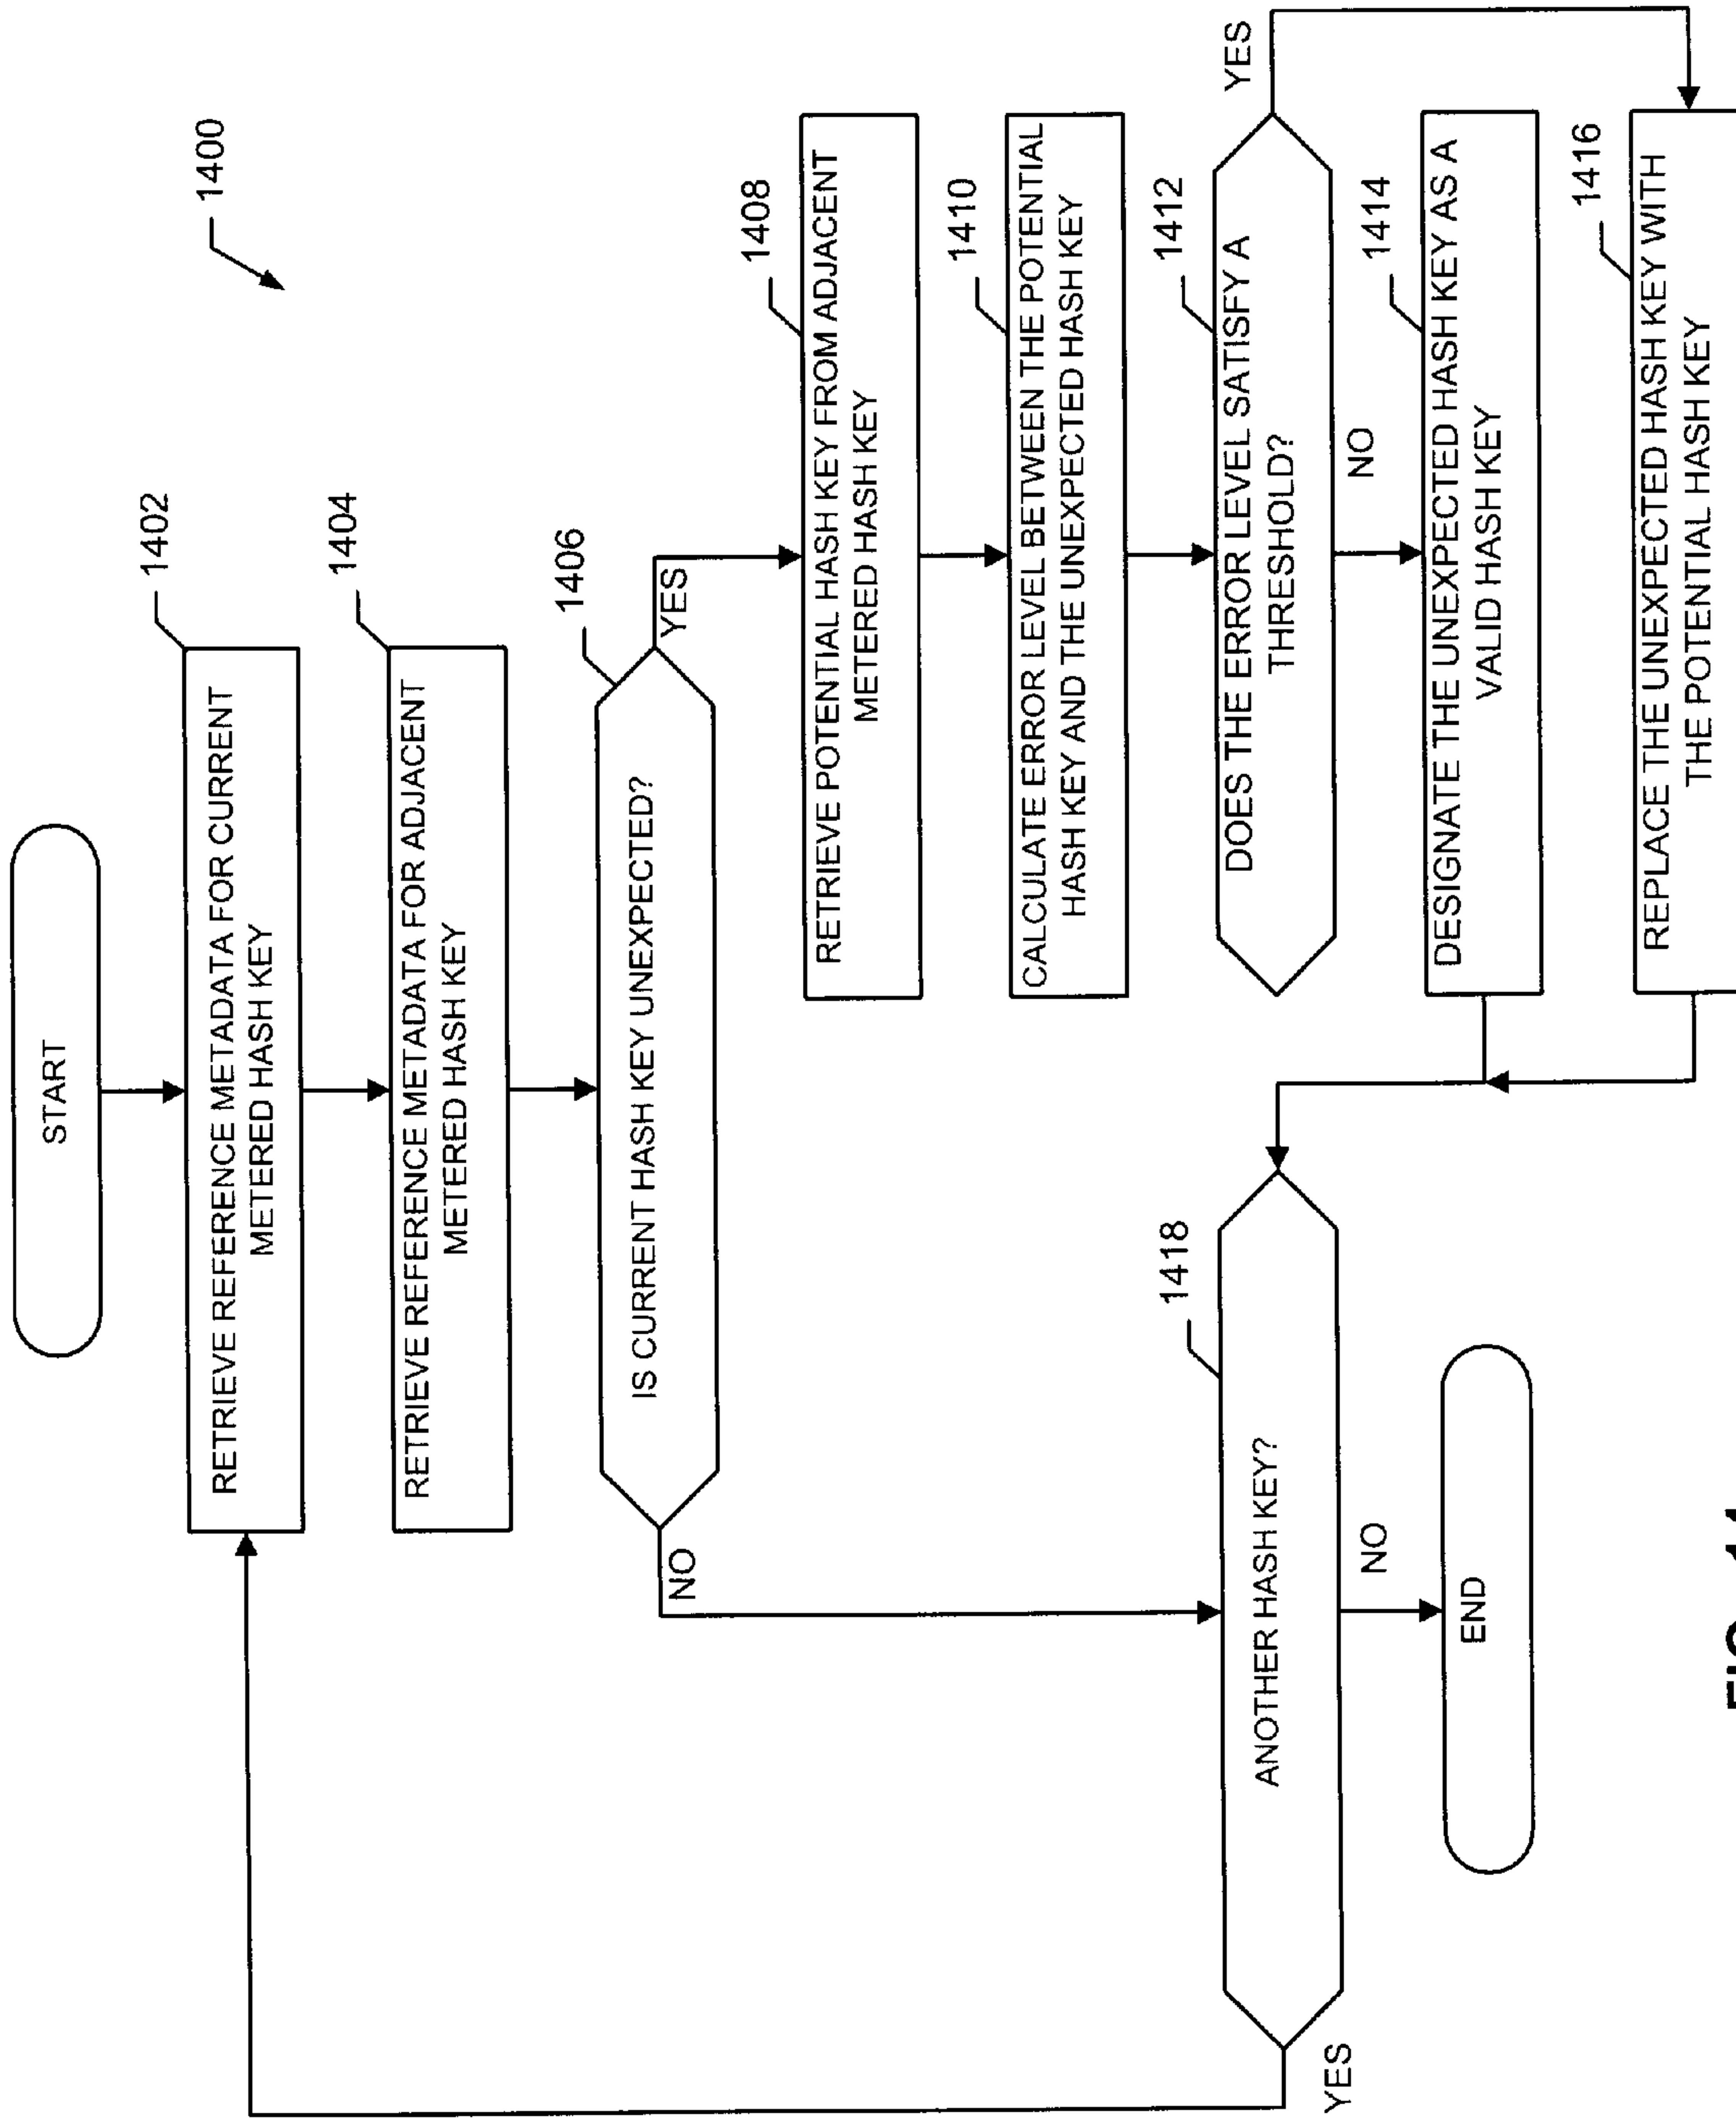 1400
START
1402
RETRIEVE REFERENCE METADATA FOR CURRENT
METERED HASH KEY
1404
RETRIEVE REFERENCE METADATA FOR ADJACENT
METERED HASH KEY
1406
IS CURRENT HASH KEY UNEXPECTED?
YES
NO
1408
RETRIEVE POTENTIAL HASH KEY FROM ADJACENT
METERED HASH KEY
1410
CALCULATE ERROR LEVEL BETWEEN THE POTENTIAL
HASH KEY AND THE UNEXPECTED HASH KEY
1412
DOES THE ERROR LEVEL SATISFY A
THRESHOLD?
YES
NO
1414
DESIGNATE THE UNEXPECTED HASH KEY AS A
VALID HASH KEY
1416
REPLACE THE UNEXPECTED HASH KEY WITH
THE POTENTIAL HASH KEY
1418
ANOTHER HASH KEY?
YES
NO
END